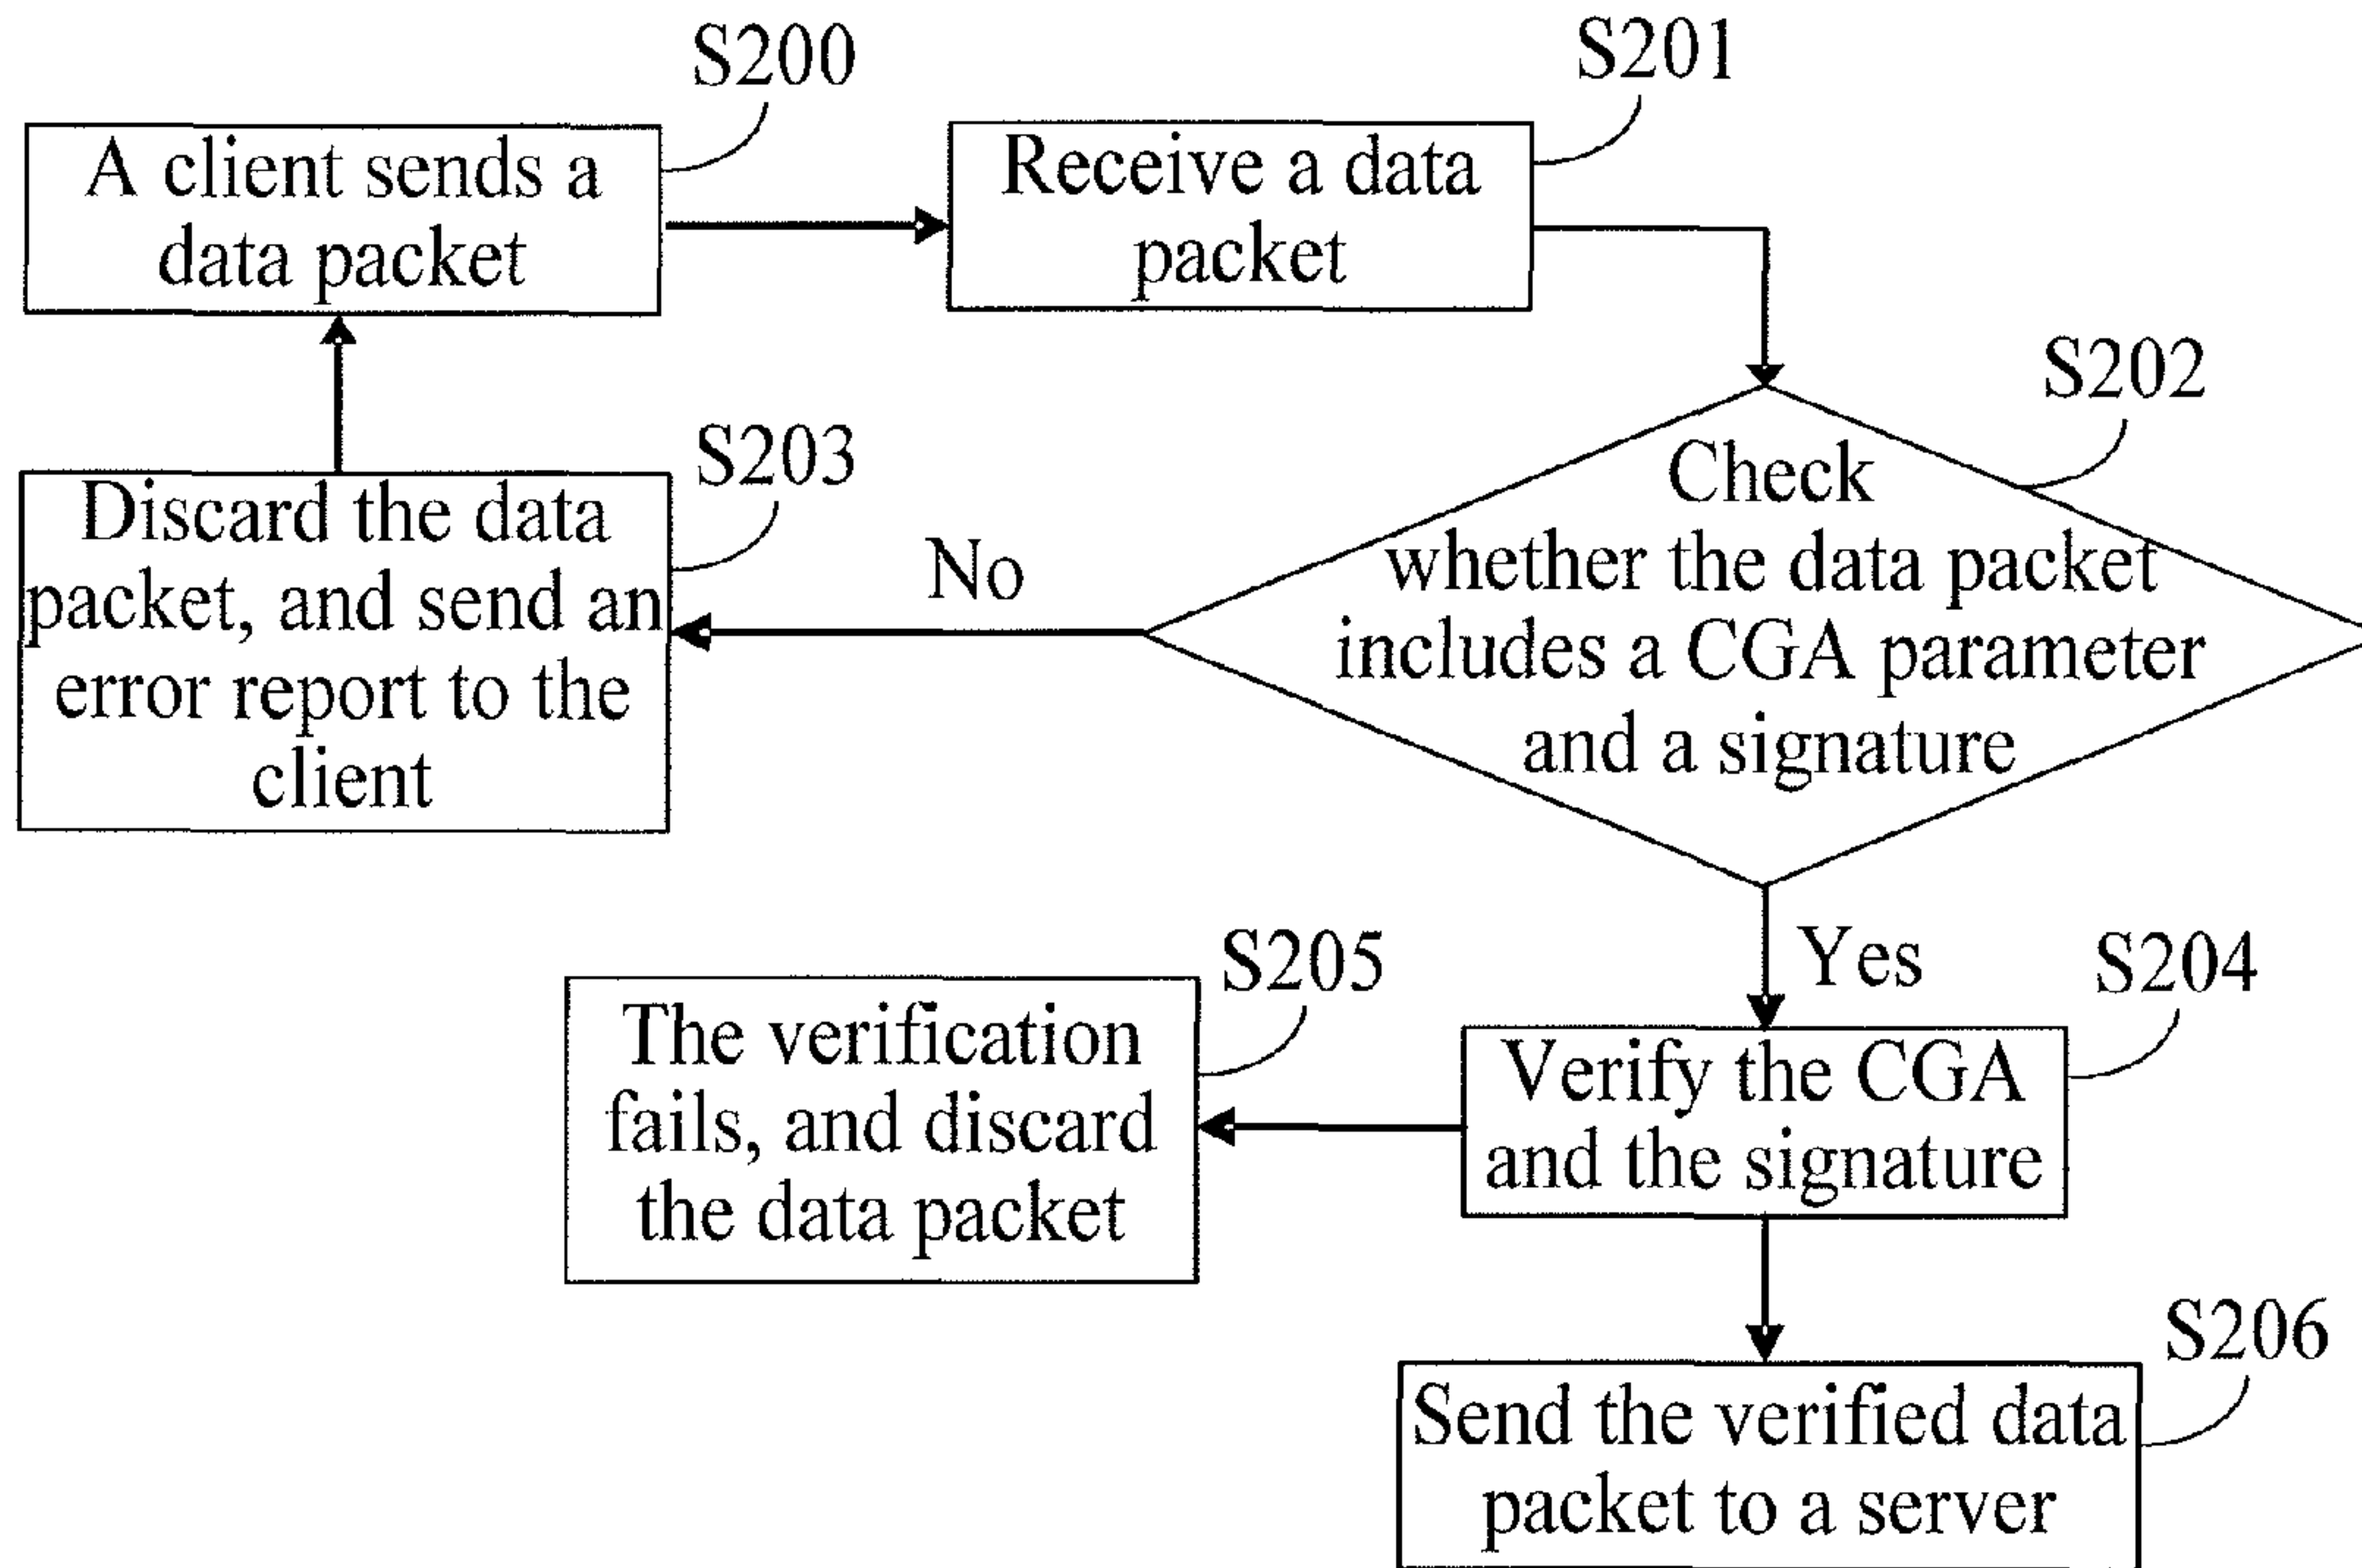 S200
S201
A client sends a
data packet
Receive a data
packet
S202
S203
Check
whether the data packet
includes a CGA parameter
and a signature
No
Discard the data
packet, and send an
error report to the
client
Yes
S205
S204
The verification
fails, and discard
the data packet
Verify the CGA
and the signature
S206
Send the verified data
packet to a server